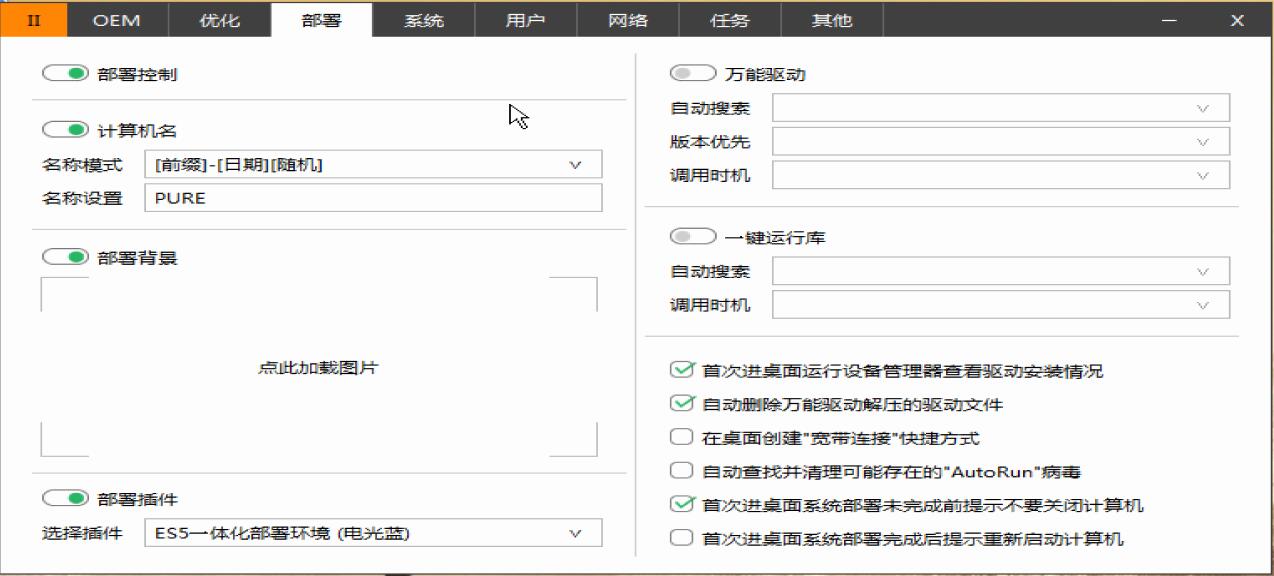 II OEM 优化 部署 系统 用户 网络 任务 其他
部署控制
计算机名
名称模式 [前缀]-[日期][随机]
名称设置 PURE
部署背景
点此加载图片
部署插件
选择插件 ES5一体化部署环境 (电光蓝)
万能驱动
自动搜索
版本优先
调用时机
一键运行库
自动搜索
调用时机
首次进桌面运行设备管理器查看驱动安装情况
自动删除万能驱动解压的驱动文件
在桌面创建"宽带连接"快捷方式
自动查找并清理可能存在的"AutoRun"病毒
首次进桌面系统部署未完成前提示不要关闭计算机
首次进桌面系统部署完成后提示重新启动计算机